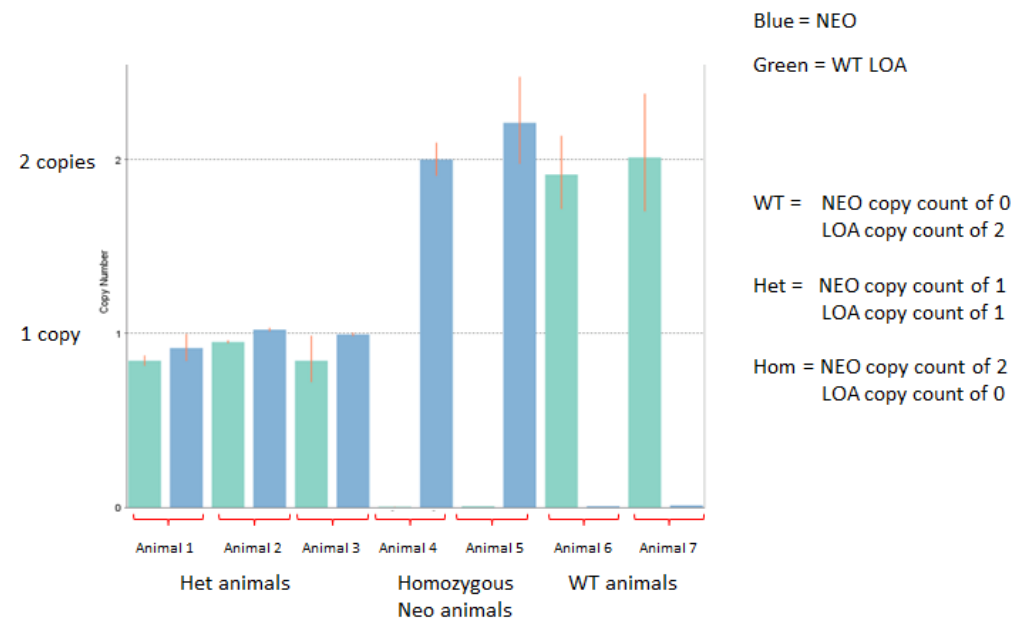 Blue = NEO
Green = WT LOA
2 copies
2
WT = NEO copy count of 0
LOA copy count of 2
Copy Number
Het = NEO copy count of 1
LOA copy count of 1
1 copy
1
Hom = NEO copy count of 2
LOA copy count of 0
0
Animal 1 Animal 2 Animal 3 Animal 4 Animal 5 Animal 6 Animal 7
Het animals
Homozygous
Neo animals
WT animals